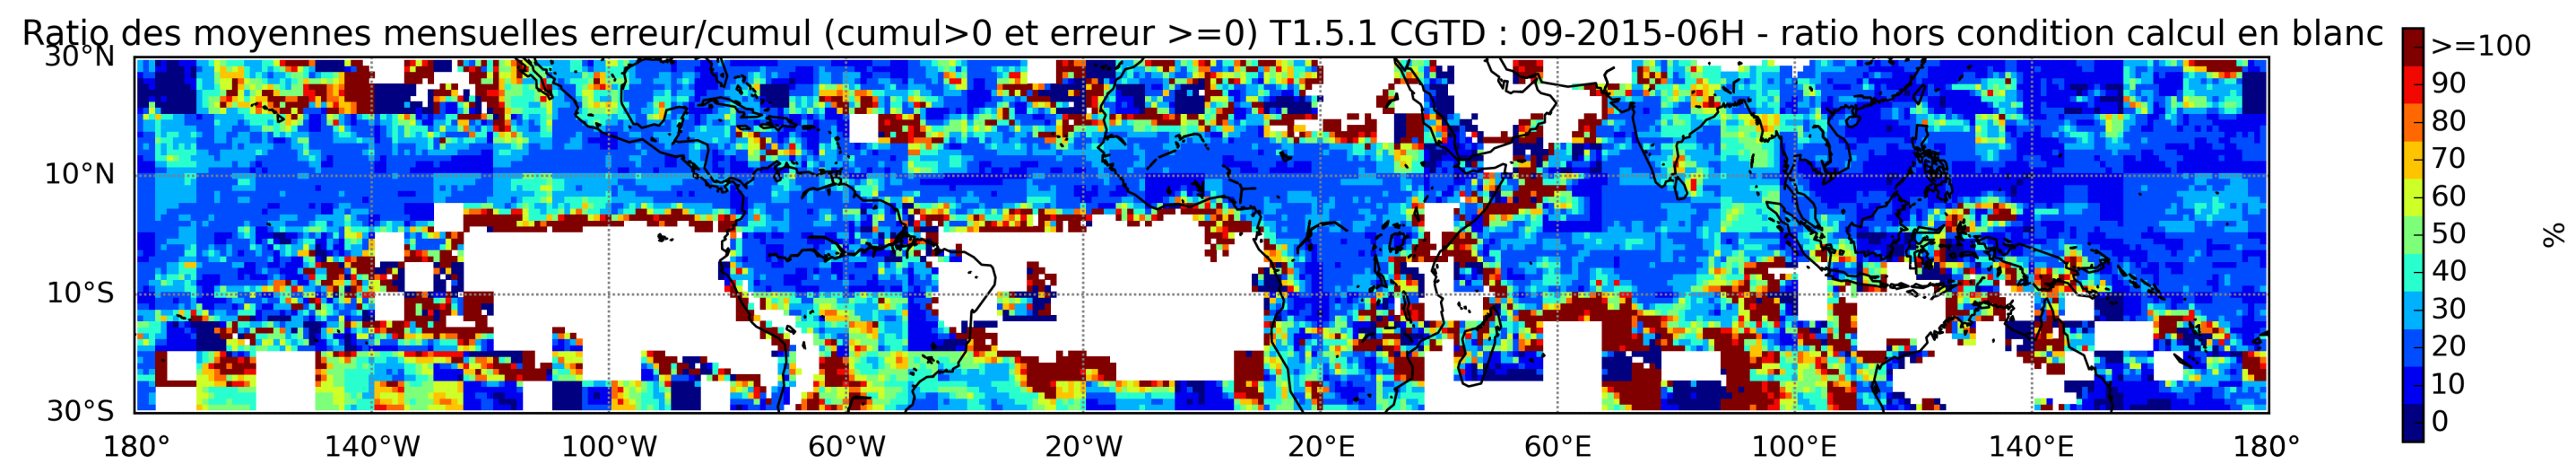 Ratio des moyennes mensuelles erreur/cumul (cumul>0 et erreur >=0) T1.5.1 CGTD : 09-2015-06H - ratio hors condition calcul en blanc
30°N
10°N
10°S
30°S
180° 140°W 100°W 60°W 20°W 20°E 60°E 100°E 140°E 180°
>=100
90
80
70
60
50
40
30
20
10
0
%